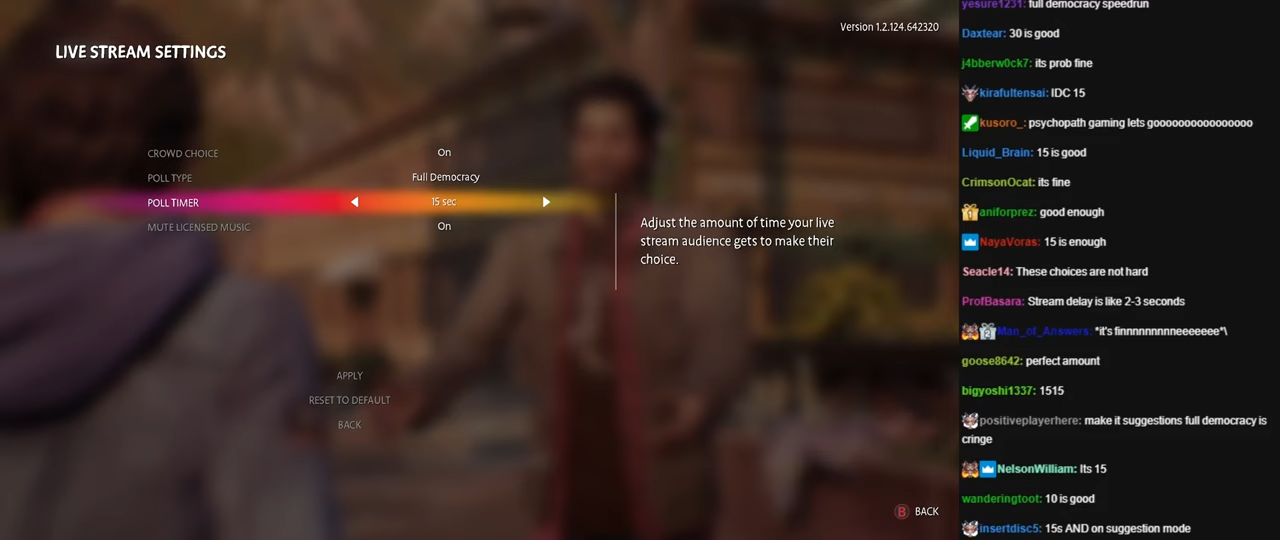 Version 1.2.124.642320
LIVE STREAM SETTINGS
CROWD CHOICE On
POLL TYPE Full Democracy
POLL TIMER 15 sec
MUTE LICENSED MUSIC On
Adjust the amount of time your live
stream audience gets to make their
choice.
APPLY
RESET TO DEFAULT
BACK
B BACK
yesure1231: full democracy speedrun
Daxtear: 30 is good
j4bberw0ck7: its prob fine
kirafultensai: IDC 15
kusoro_: psychopath gaming lets goooooooooooooooo
Liquid_Brain: 15 is good
CrimsonOcat: its fine
aniforprez: good enough
NayaVoras: 15 is enough
Seacle14: These choices are not hard
ProfBasara: Stream delay is like 2-3 seconds
Man_of_Answers: *it's finnnnnnnnneeeeeee*\
goose8642: perfect amount
bigyoshi1337: 1515
positiveplayerhere: make it suggestions full democracy is
cringe
NelsonWilliam: Its 15
wanderingtoot: 10 is good
insertdisc5: 15s AND on suggestion mode